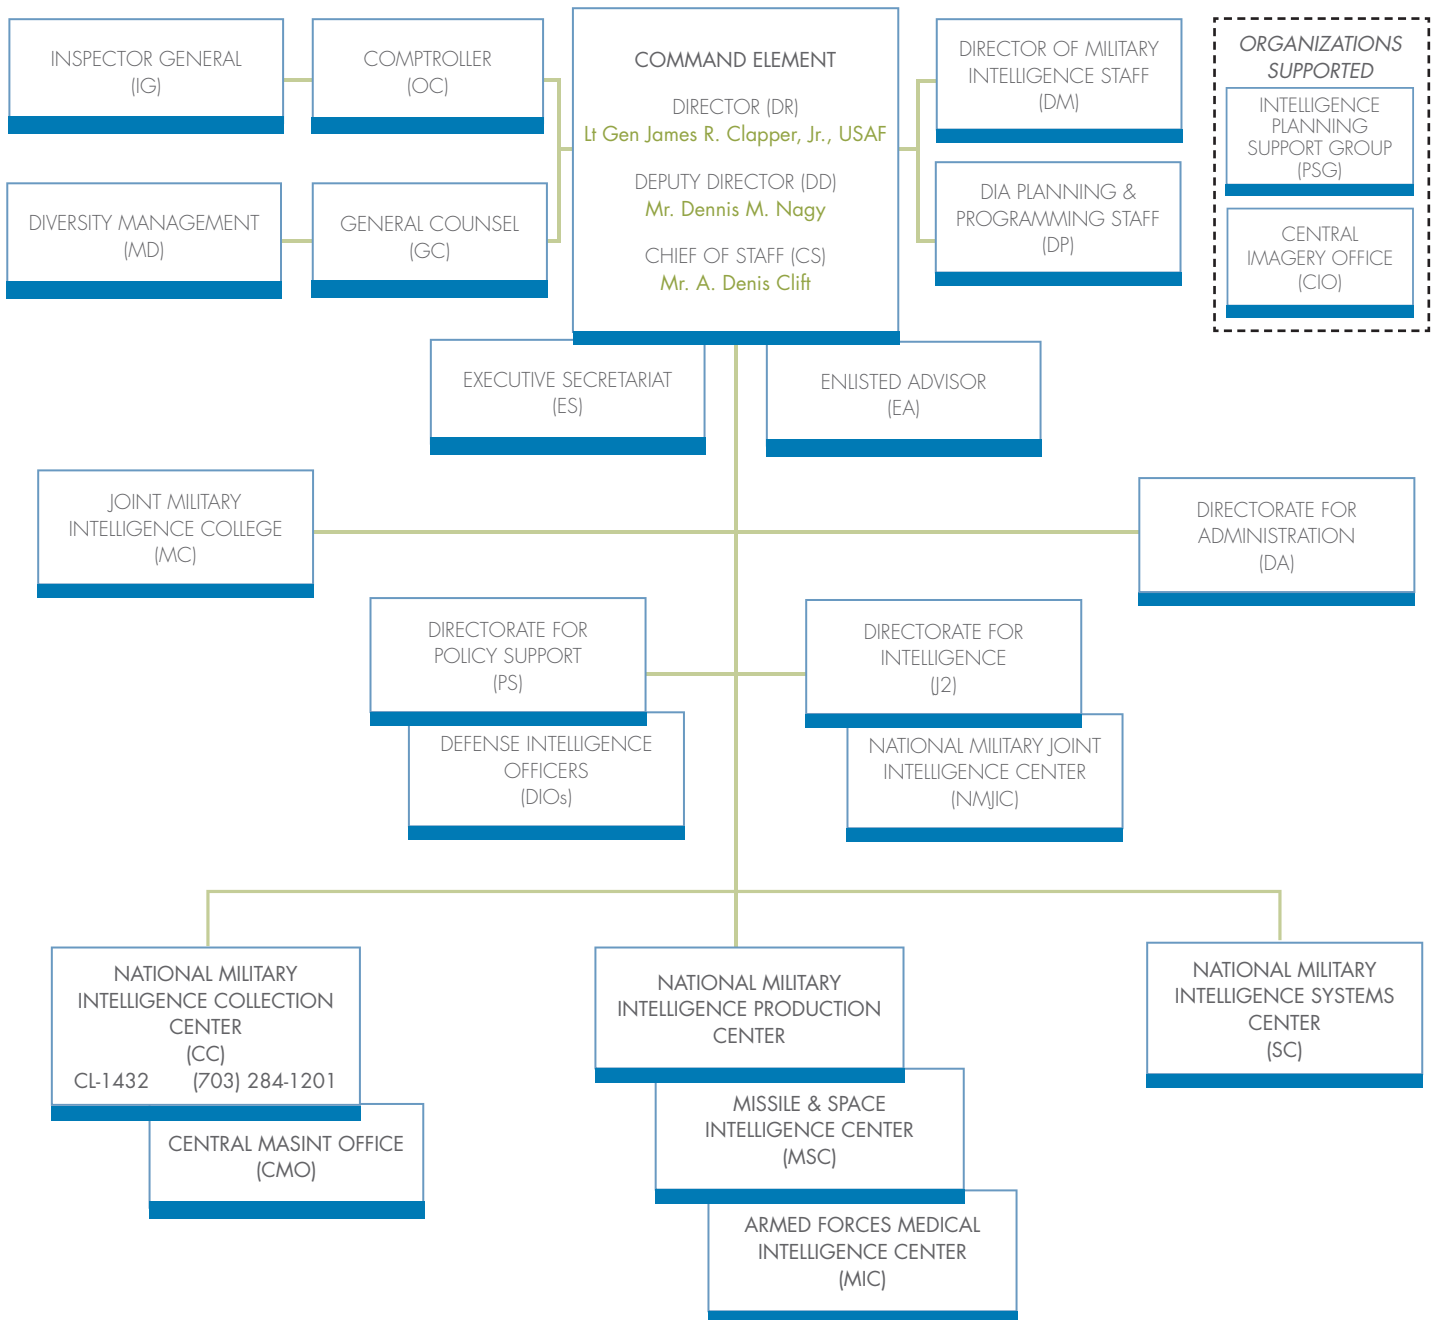 INSPECTOR GENERAL
(IG)
COMPTROLLER
(OC)
COMMAND ELEMENT
DIRECTOR (DR)
Lt Gen James R. Clapper, Jr., USAF
DEPUTY DIRECTOR (DD)
Mr. Dennis M. Nagy
CHIEF OF STAFF (CS)
Mr. A. Denis Clift
DIRECTOR OF MILITARY
INTELLIGENCE STAFF
(DM)
ORGANIZATIONS
SUPPORTED
INTELLIGENCE
PLANNING
SUPPORT GROUP
(PSG)
CENTRAL
IMAGERY OFFICE
(CIO)
DIVERSITY MANAGEMENT
(MD)
GENERAL COUNSEL
(GC)
DIA PLANNING &
PROGRAMMING STAFF
(DP)
EXECUTIVE SECRETARIAT
(ES)
ENLISTED ADVISOR
(EA)
JOINT MILITARY
INTELLIGENCE COLLEGE
(MC)
DIRECTORATE FOR
ADMINISTRATION
(DA)
DIRECTORATE FOR
POLICY SUPPORT
(PS)
DEFENSE INTELLIGENCE
OFFICERS
(DIOs)
DIRECTORATE FOR
INTELLIGENCE
(J2)
NATIONAL MILITARY JOINT
INTELLIGENCE CENTER
(NMJIC)
NATIONAL MILITARY
INTELLIGENCE COLLECTION
CENTER
(CC)
CL-1432 (703) 284-1201
CENTRAL MASINT OFFICE
(CMO)
NATIONAL MILITARY
INTELLIGENCE PRODUCTION
CENTER
MISSILE & SPACE
INTELLIGENCE CENTER
(MSC)
ARMED FORCES MEDICAL
INTELLIGENCE CENTER
(MIC)
NATIONAL MILITARY
INTELLIGENCE SYSTEMS
CENTER
(SC)